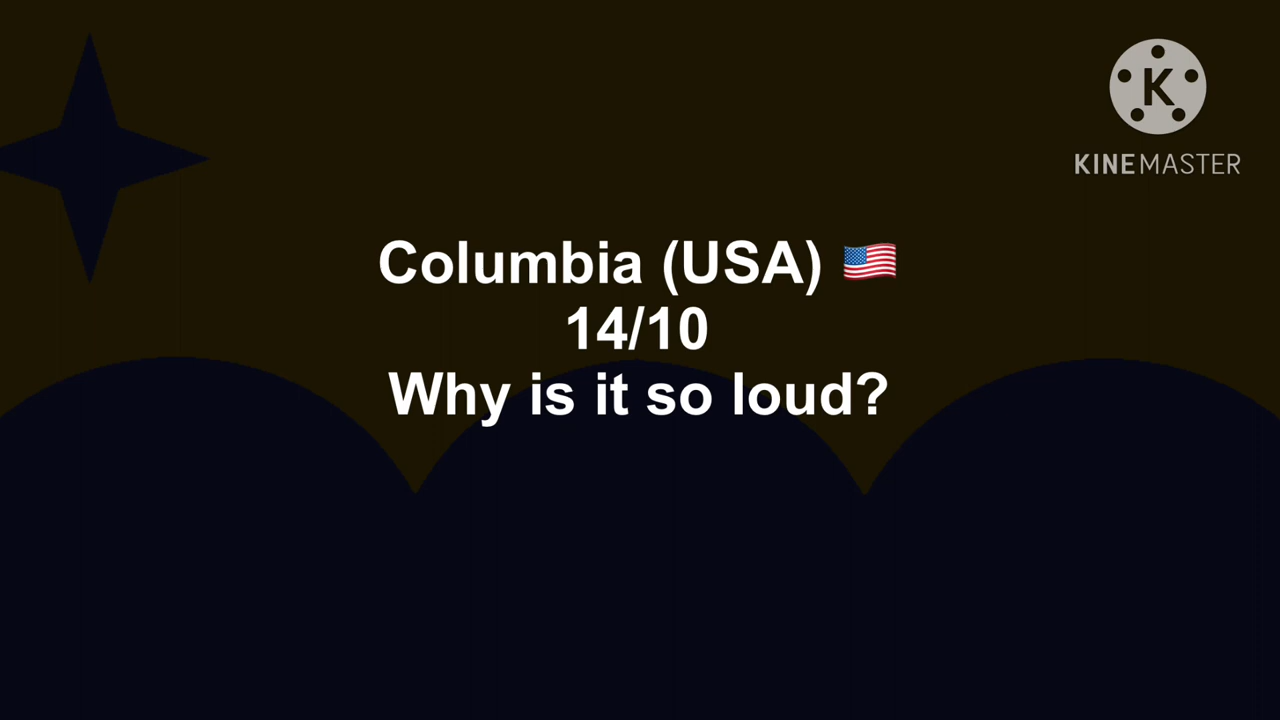 K
KINEMASTER
Columbia (USA) 🇺🇸
14/10
Why is it so loud?